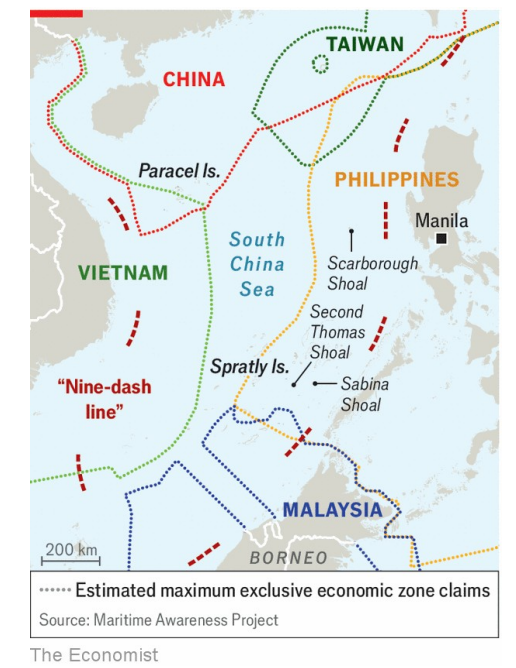 TAIWAN
CHINA
Paracel Is.
PHILIPPINES
Manila
South
China
Sea
VIETNAM
Scarborough
Shoal
Second
Thomas
Shoal
Spratly Is.
Sabina
Shoal
“Nine-dash
line”
MALAYSIA
200 km
BORNEO
Estimated maximum exclusive economic zone claims
Source: Maritime Awareness Project
The Economist